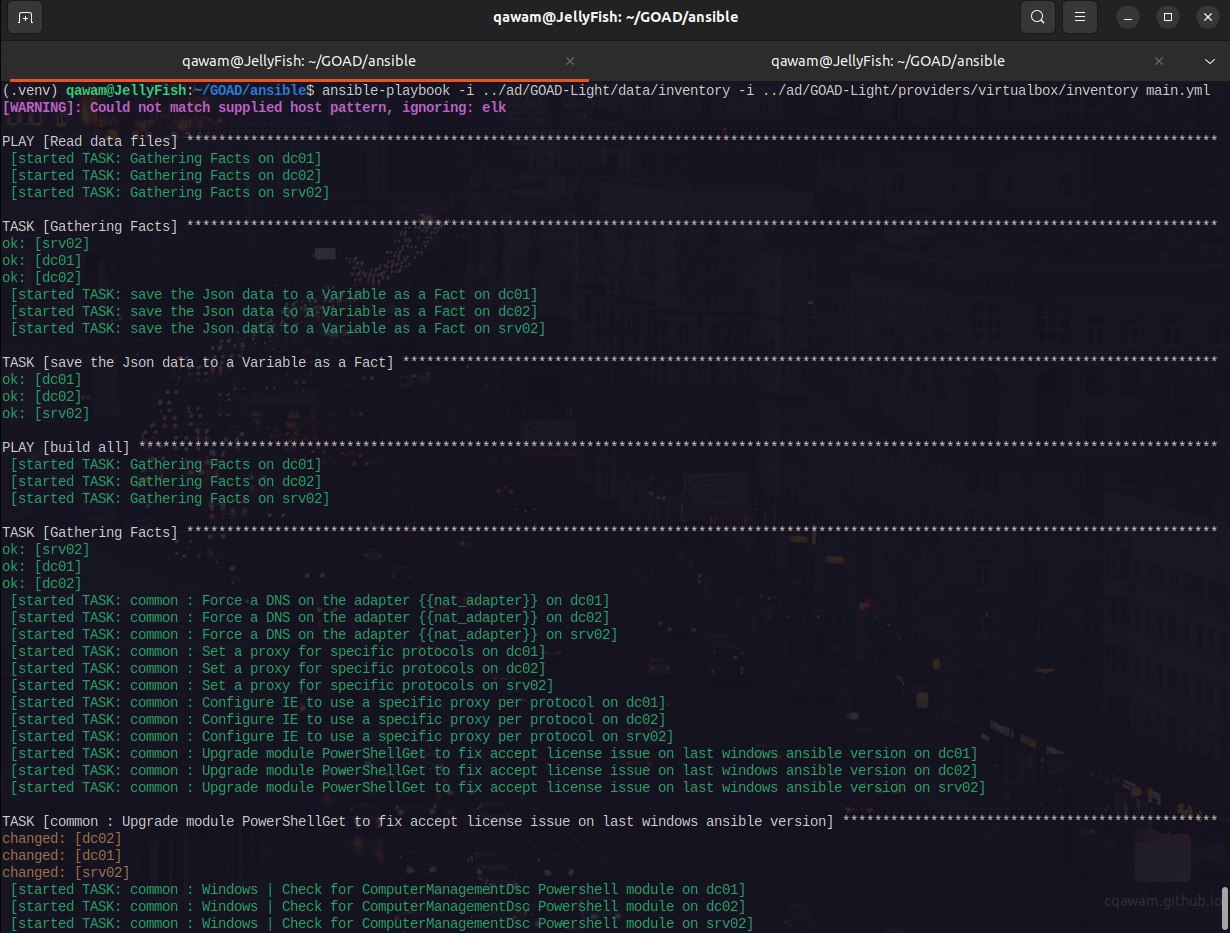 qawam@JellyFish: ~/GOAD/ansible
qawam@JellyFish: ~/GOAD/ansible
qawam@JellyFish: ~/GOAD/ansible
(.venv) qawam@JellyFish:~/GOAD/ansible$ ansible-playbook -i ../ad/GOAD-Light/data/inventory -i ../ad/GOAD-Light/providers/virtualbox/inventory main.yml
[WARNING]: Could not match supplied host pattern, ignoring: elk
PLAY [Read data files] *********************************************************************************************************************************
[started TASK: Gathering Facts on dc01]
[started TASK: Gathering Facts on dc02]
[started TASK: Gathering Facts on srv02]
TASK [Gathering Facts] *********************************************************************************************************************************
ok: [srv02]
ok: [dc01]
ok: [dc02]
[started TASK: save the Json data to a Variable as a Fact on dc01]
[started TASK: save the Json data to a Variable as a Fact on dc02]
[started TASK: save the Json data to a Variable as a Fact on srv02]
TASK [save the Json data to a Variable as a Fact] ******************************************************************************************************
ok: [dc01]
ok: [dc02]
ok: [srv02]
PLAY [build all] ***************************************************************************************************************************************
[started TASK: Gathering Facts on dc01]
[started TASK: Gathering Facts on dc02]
[started TASK: Gathering Facts on srv02]
TASK [Gathering Facts] *********************************************************************************************************************************
ok: [srv02]
ok: [dc01]
ok: [dc02]
[started TASK: common : Force a DNS on the adapter {{nat_adapter}} on dc01]
[started TASK: common : Force a DNS on the adapter {{nat_adapter}} on dc02]
[started TASK: common : Force a DNS on the adapter {{nat_adapter}} on srv02]
[started TASK: common : Set a proxy for specific protocols on dc01]
[started TASK: common : Set a proxy for specific protocols on dc02]
[started TASK: common : Set a proxy for specific protocols on srv02]
[started TASK: common : Configure IE to use a specific proxy per protocol on dc01]
[started TASK: common : Configure IE to use a specific proxy per protocol on dc02]
[started TASK: common : Configure IE to use a specific proxy per protocol on srv02]
[started TASK: common : Upgrade module PowerShellGet to fix accept license issue on last windows ansible version on dc01]
[started TASK: common : Upgrade module PowerShellGet to fix accept license issue on last windows ansible version on dc02]
[started TASK: common : Upgrade module PowerShellGet to fix accept license issue on last windows ansible version on srv02]
TASK [common : Upgrade module PowerShellGet to fix accept license issue on last windows ansible version] ***********************************************
changed: [dc02]
changed: [dc01]
changed: [srv02]
[started TASK: common : Windows | Check for ComputerManagementDsc Powershell module on dc01]
[started TASK: common : Windows | Check for ComputerManagementDsc Powershell module on dc02]
[started TASK: common : Windows | Check for ComputerManagementDsc Powershell module on srv02]
cqawam.github.io